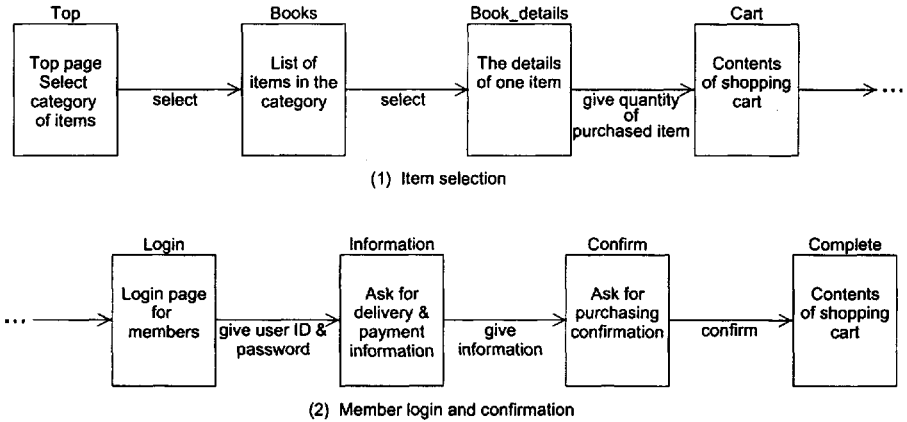 Top
Books
Book_details
Cart
Top page
Select
category
of items
select
List of
items in the
category
select
The details
of one item
give quantity
of
purchased item
Contents
of shopping
cart
...
(1) Item selection
Login
Information
Confirm
Complete
...
Login page
for
members
give user ID &
password
Ask for
delivery &
payment
information
give
information
Ask for
purchasing
confirmation
confirm
Contents
of shopping
cart
(2) Member login and confirmation